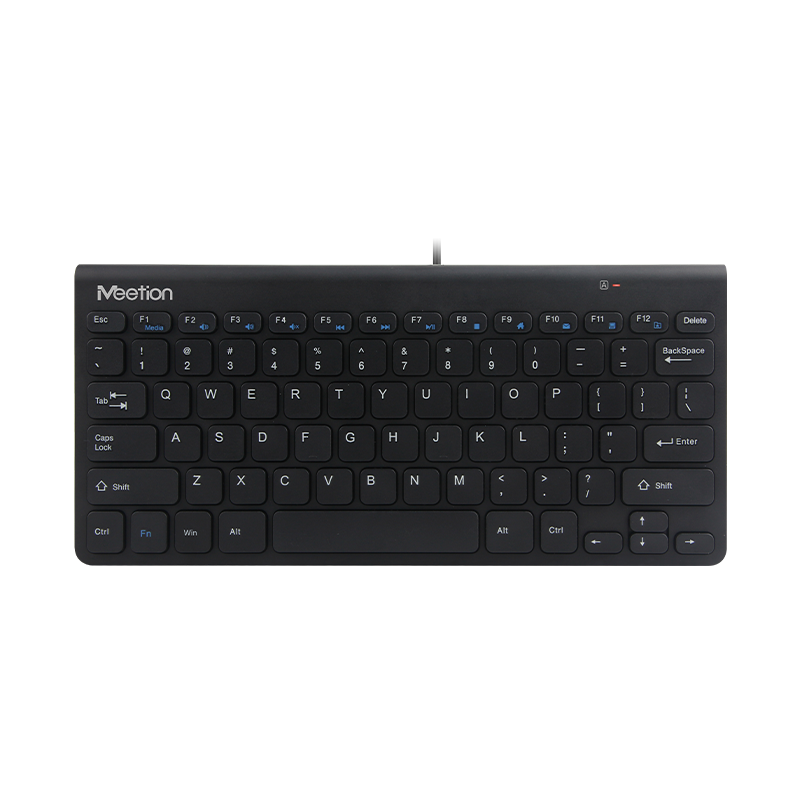 Meetion
A
Esc F1 F2 F3 F4 F5 F6 F7 F8 F9 F10 F11 F12 Delete
Media
~ ! @ # $ % ^ & * ( ) — + BackSpace
` 1 2 3 4 5 6 7 8 9 0 - =
Tab Q W E R T Y U I O P { } ¦
[ ] \
Caps A S D F G H J K L : " Enter
Lock ; '
Shift Z X C V B N M < > ? Shift
, . /
Ctrl Fn Win Alt Alt Ctrl ← ↑ ↓ →